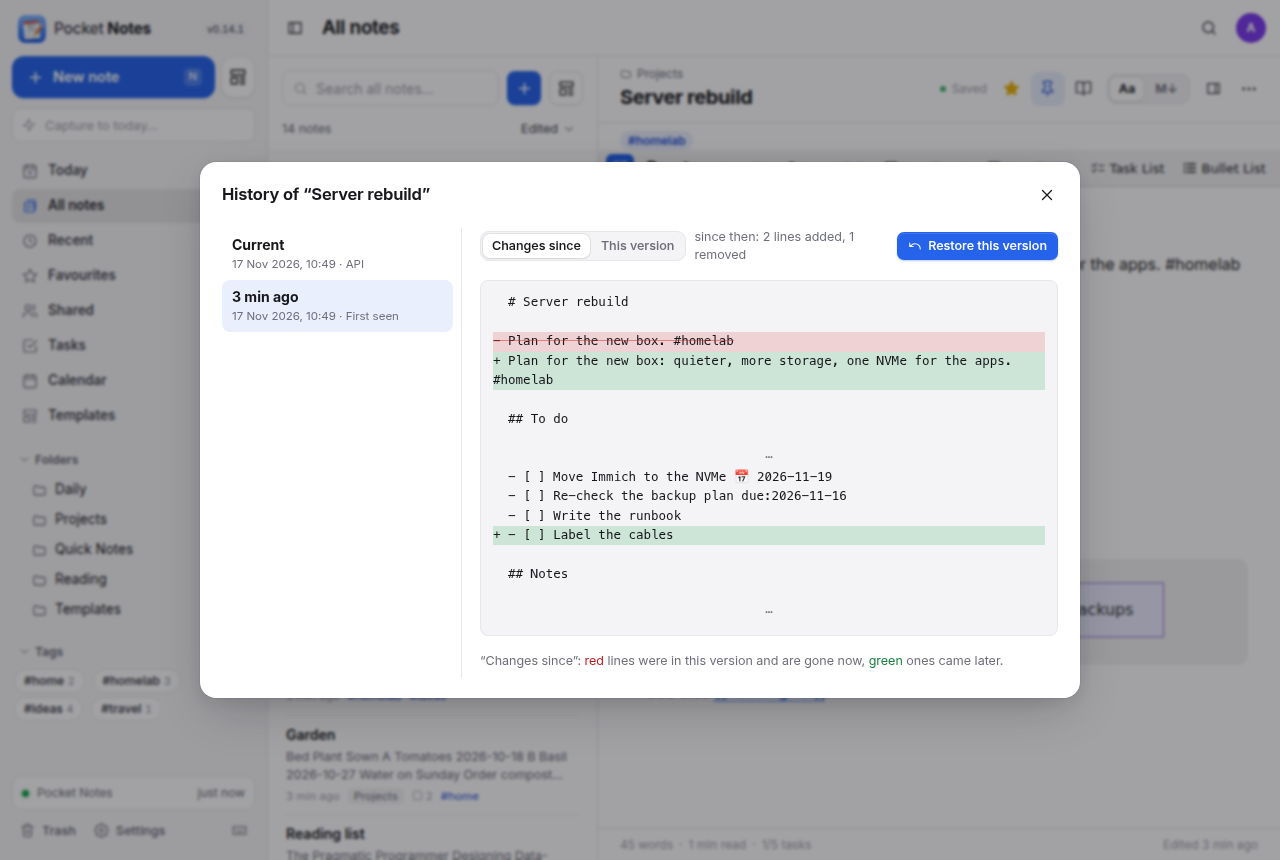 Pocket Notes v0.14.1
All notes
A
New note N
Search all notes...
Projects
Server rebuild
Saved
Aa M↓
Capture to today...
14 notes Edited
#homelab
Task List Bullet List
Today
All notes
Recent
Favourites
Shared
Tasks
Calendar
Templates
Folders
Daily
Projects
Quick Notes
Reading
Templates
Tags
#home 2 #homelab 3
#ideas 4 #travel 1
Pocket Notes just now
Trash Settings
History of “Server rebuild”
Current
17 Nov 2026, 10:49 · API
3 min ago
17 Nov 2026, 10:49 · First seen
Changes since This version
since then: 2 lines added, 1
removed
Restore this version
# Server rebuild
− Plan for the new box. #homelab
+ Plan for the new box: quieter, more storage, one NVMe for the apps.
#homelab
## To do
…
− [ ] Move Immich to the NVMe 📅 2026−11−19
− [ ] Re−check the backup plan due:2026−11−16
− [ ] Write the runbook
+ − [ ] Label the cables
## Notes
…
“Changes since”: red lines were in this version and are gone now, green ones came later.
r the apps. #homelab
ackups
Garden
Bed Plant Sown A Tomatoes 2026-10-18 B Basil
2026-10-27 Water on Sunday Order compost...
3 min ago Projects 2 #home
Reading list
The Pragmatic Programmer Designing Data-
45 words · 1 min read · 1/5 tasks
Edited 3 min ago